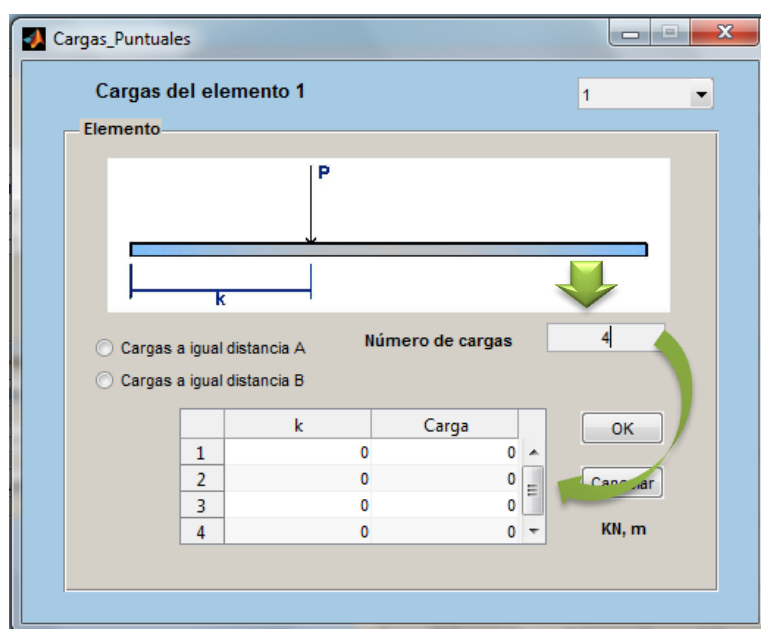 Cargas_Puntuales
Cargas del elemento 1
1
Elemento
P
k
Número de cargas
4
Cargas a igual distancia A
Cargas a igual distancia B
k Carga
1 0 0
2 0 0
3 0 0
4 0 0
OK
KN, m